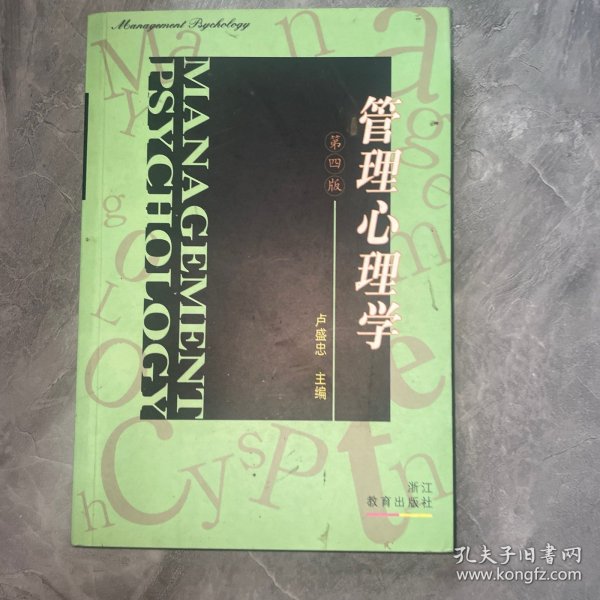 Management Psychology
MANAGEMENT
PSYCHOLOGY
管理心理学
第四版
卢盛忠 主编
浙江
教育出版社
孔夫子旧书网
www.kongfz.com